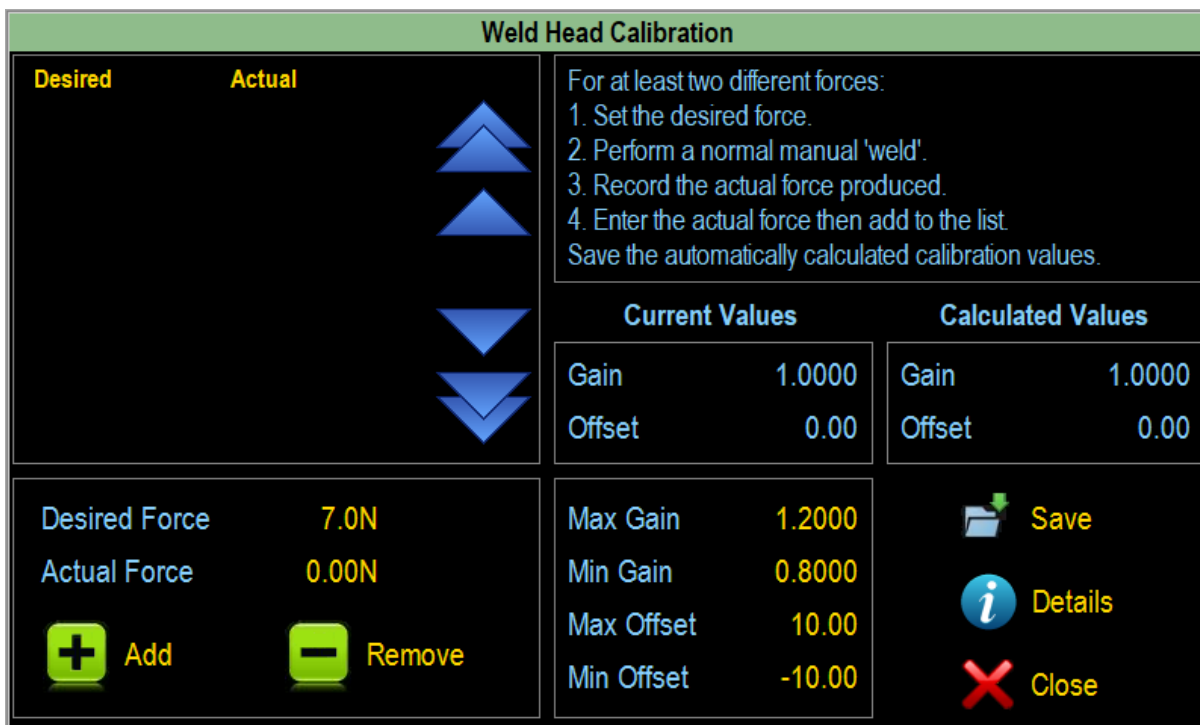 Weld Head Calibration
Desired Actual
For at least two different forces:
1. Set the desired force.
2. Perform a normal manual 'weld'.
3. Record the actual force produced.
4. Enter the actual force then add to the list.
Save the automatically calculated calibration values.
Current Values
Gain 1.0000
Offset 0.00
Calculated Values
Gain 1.0000
Offset 0.00
Desired Force 7.0N
Actual Force 0.00N
Add Remove
Max Gain 1.2000
Min Gain 0.8000
Max Offset 10.00
Min Offset -10.00
Save
Details
Close